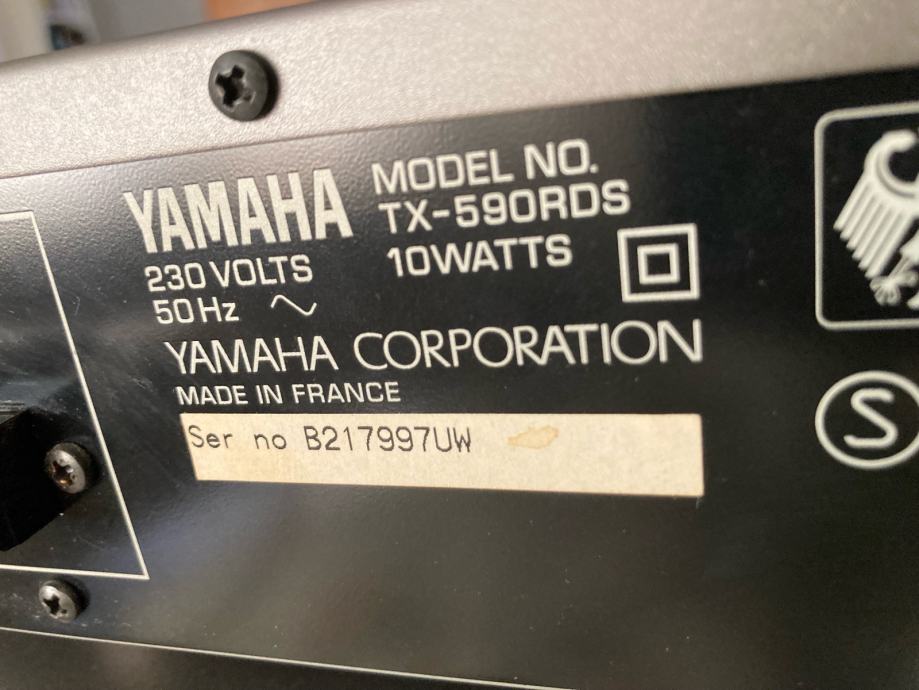 YAMAHA
MODEL NO.
TX-590RDS
230 VOLTS
10WATTS
50Hz
YAMAHA CORPORATION
MADE IN FRANCE
Ser no B217997UW
S